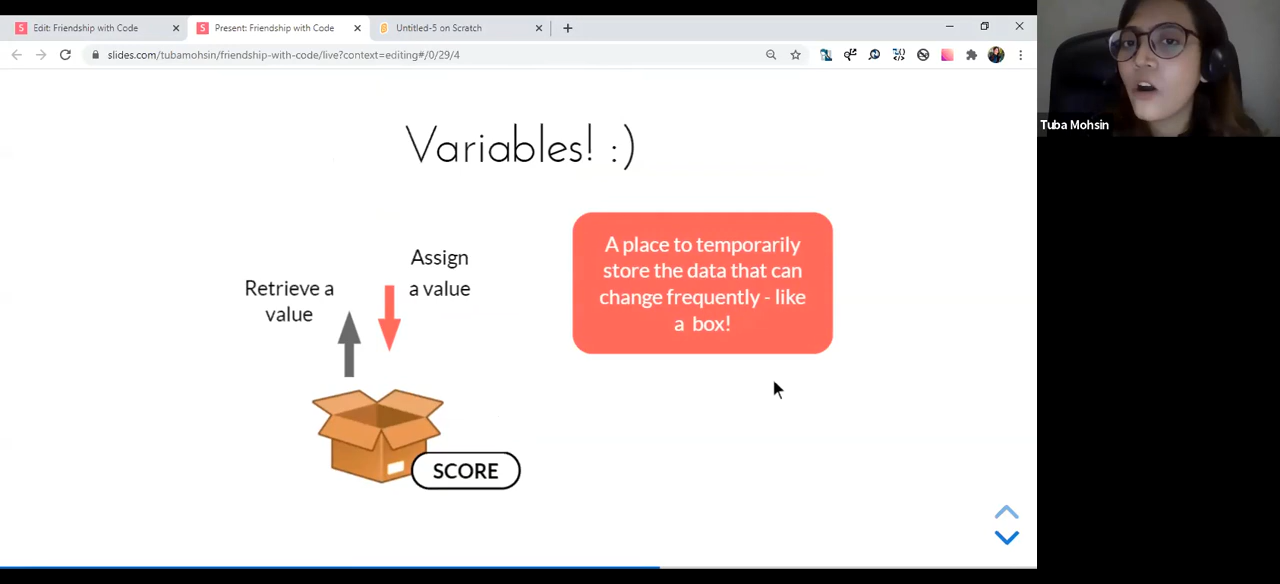 Edit: Friendship with Code
Present: Friendship with Code
Untitled-5 on Scratch
slides.com/tubamohsin/friendship-with-code/live?context=editing#/0/29/4
Tuba Mohsin
Variables! :)
Retrieve a
value
Assign
a value
A place to temporarily
store the data that can
change frequently - like
a box!
SCORE